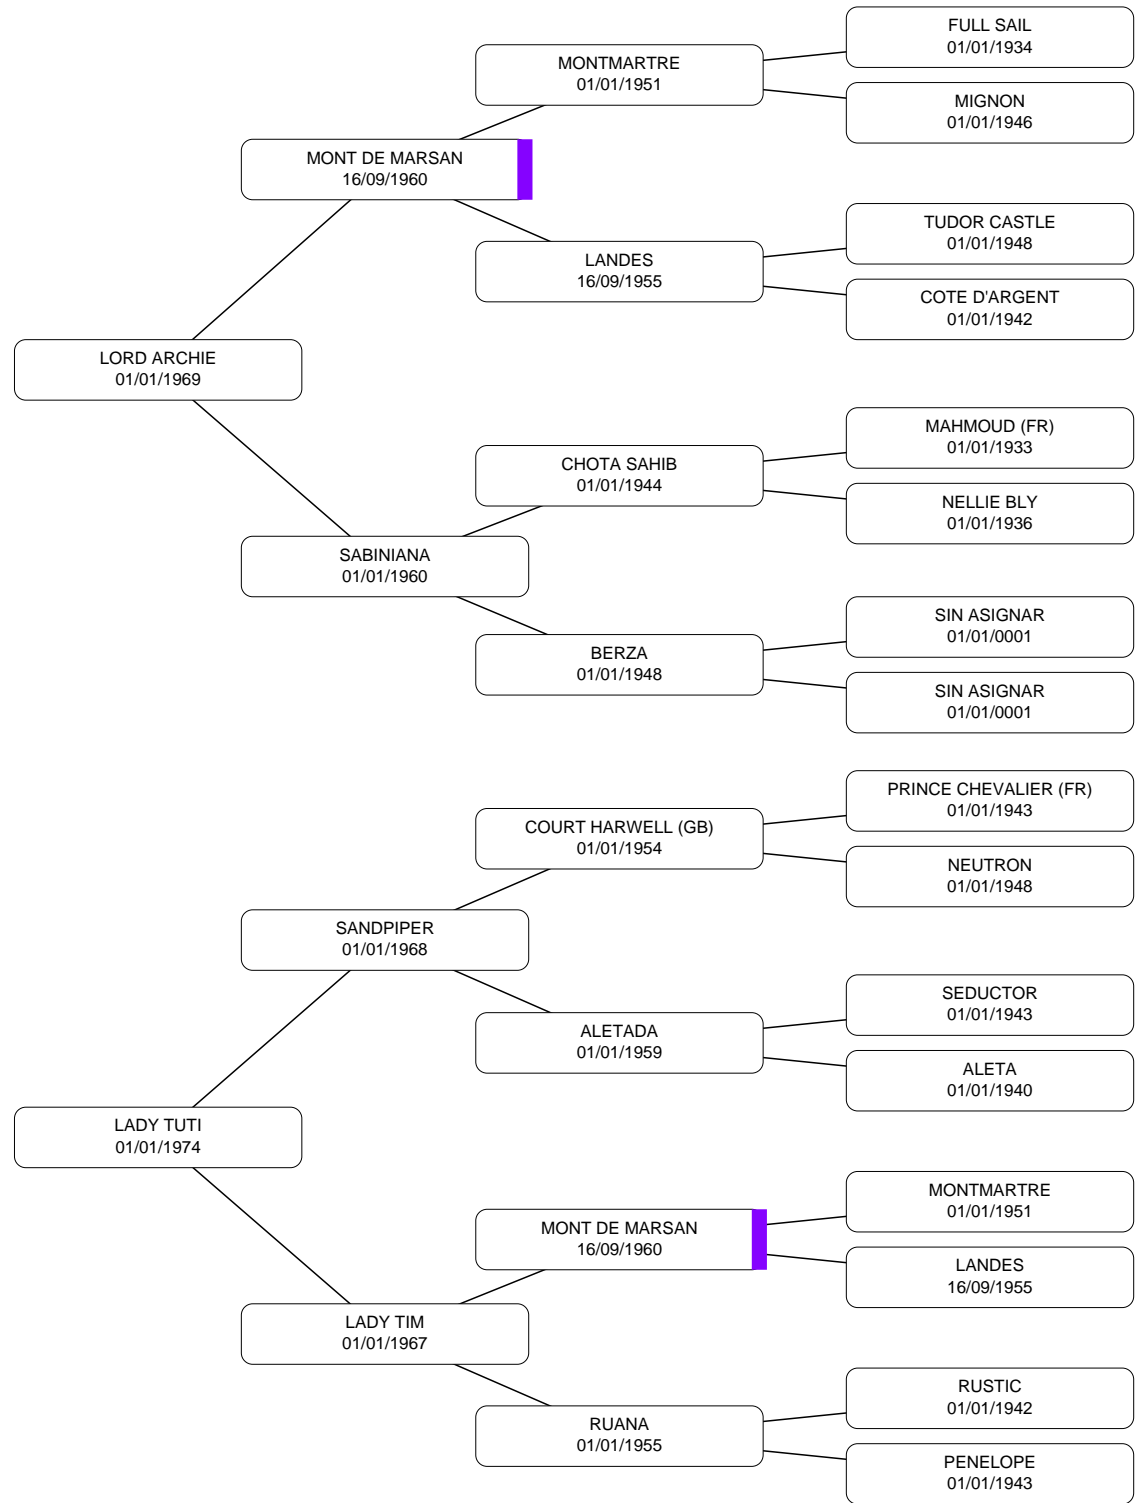 FULL SAIL
01/01/1934
MONTMARTRE
01/01/1951
MIGNON
01/01/1946
MONT DE MARSAN
16/09/1960
TUDOR CASTLE
01/01/1948
LANDES
16/09/1955
COTE D'ARGENT
01/01/1942
LORD ARCHIE
01/01/1969
MAHMOUD (FR)
01/01/1933
CHOTA SAHIB
01/01/1944
NELLIE BLY
01/01/1936
SABINIANA
01/01/1960
SIN ASIGNAR
01/01/0001
BERZA
01/01/1948
SIN ASIGNAR
01/01/0001
PRINCE CHEVALIER (FR)
01/01/1943
COURT HARWELL (GB)
01/01/1954
NEUTRON
01/01/1948
SANDPIPER
01/01/1968
SEDUCTOR
01/01/1943
ALETADA
01/01/1959
ALETA
01/01/1940
LADY TUTI
01/01/1974
MONTMARTRE
01/01/1951
MONT DE MARSAN
16/09/1960
LANDES
16/09/1955
LADY TIM
01/01/1967
RUSTIC
01/01/1942
RUANA
01/01/1955
PENELOPE
01/01/1943